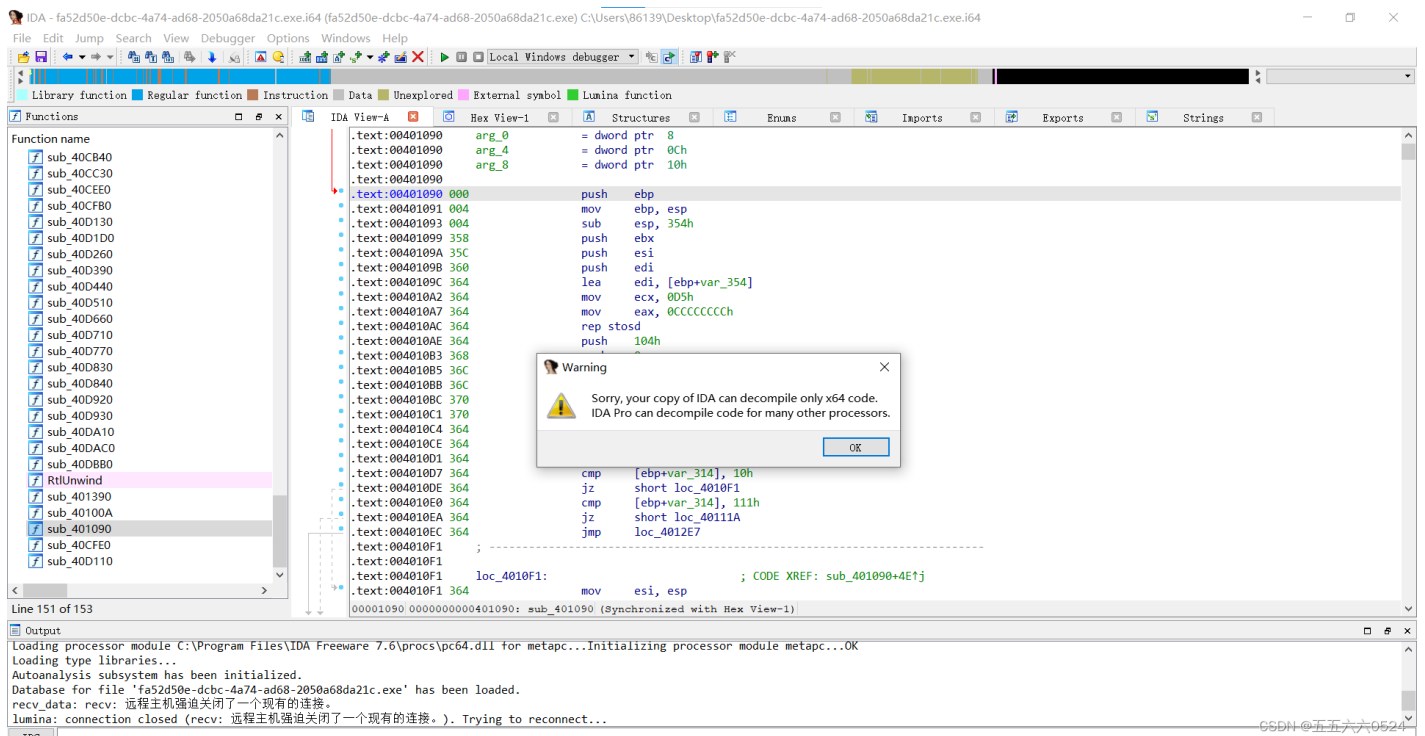 IDA - fa52d50e-dcbc-4a74-ad68-2050a68da21c.exe.i64 (fa52d50e-dcbc-4a74-ad68-2050a68da21c.exe) C:\Users\86139\Desktop\fa52d50e-dcbc-4a74-ad68-2050a68da21c.exe.i64
File Edit Jump Search View Debugger Options Windows Help
Local Windows debugger
Library function Regular function Instruction Data Unexplored External symbol Lumina function
Functions
IDA View-A Hex View-1 Structures Enums Imports Exports Strings
Function name
sub_40CB40
sub_40CC30
sub_40CEE0
sub_40CFB0
sub_40D130
sub_40D1D0
sub_40D260
sub_40D390
sub_40D440
sub_40D510
sub_40D660
sub_40D710
sub_40D770
sub_40D830
sub_40D840
sub_40D920
sub_40D930
sub_40DA10
sub_40DAC0
sub_40DBB0
RtlUnwind
sub_401390
sub_40100A
sub_401090
sub_40CFE0
sub_40D110
Line 151 of 153
.text:00401090 arg_0 = dword ptr 8
.text:00401090 arg_4 = dword ptr 0Ch
.text:00401090 arg_8 = dword ptr 10h
.text:00401090
.text:00401090 000 push ebp
.text:00401091 004 mov ebp, esp
.text:00401093 004 sub esp, 354h
.text:00401099 358 push ebx
.text:0040109A 35C push esi
.text:0040109B 360 push edi
.text:0040109C 364 lea edi, [ebp+var_354]
.text:004010A2 364 mov ecx, 0D5h
.text:004010A7 364 mov eax, 0CCCCCCCCh
.text:004010AC 364 rep stosd
.text:004010AE 364 push 104h
.text:004010B3 368
.text:004010B5 36C
.text:004010BB 36C
.text:004010BC 370
.text:004010C1 370
.text:004010C4 364
.text:004010CE 364
.text:004010D1 364
.text:004010D7 364 cmp [ebp+var_314], 10h
.text:004010DE 364 jz short loc_4010F1
.text:004010E0 364 cmp [ebp+var_314], 111h
.text:004010EA 364 jz short loc_40111A
.text:004010EC 364 jmp loc_4012E7
.text:004010F1 ; ---------------------------------------------------------------------------
.text:004010F1
.text:004010F1 loc_4010F1: ; CODE XREF: sub_401090+4E↑j
.text:004010F1 364 mov esi, esp
00001090 0000000000401090: sub_401090 (Synchronized with Hex View-1)
Warning
Sorry, your copy of IDA can decompile only x64 code.
IDA Pro can decompile code for many other processors.
OK
Output
Loading processor module C:\Program Files\IDA Freeware 7.6\procs\pc64.dll for metapc...Initializing processor module metapc...OK
Loading type libraries...
Autoanalysis subsystem has been initialized.
Database for file 'fa52d50e-dcbc-4a74-ad68-2050a68da21c.exe' has been loaded.
recv_data: recv: 远程主机强迫关闭了一个现有的连接。
lumina: connection closed (recv: 远程主机强迫关闭了一个现有的连接。). Trying to reconnect...
IDC
CSDN @五五六六0524